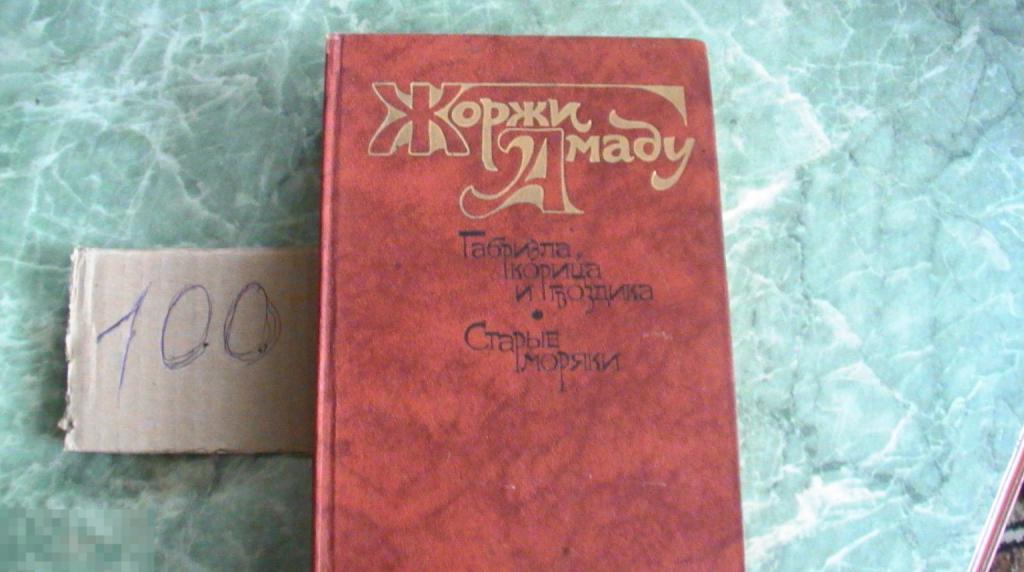 Жоржи
Амаду
Габриэла,
корица
и гвоздика
Старые
моряки
100